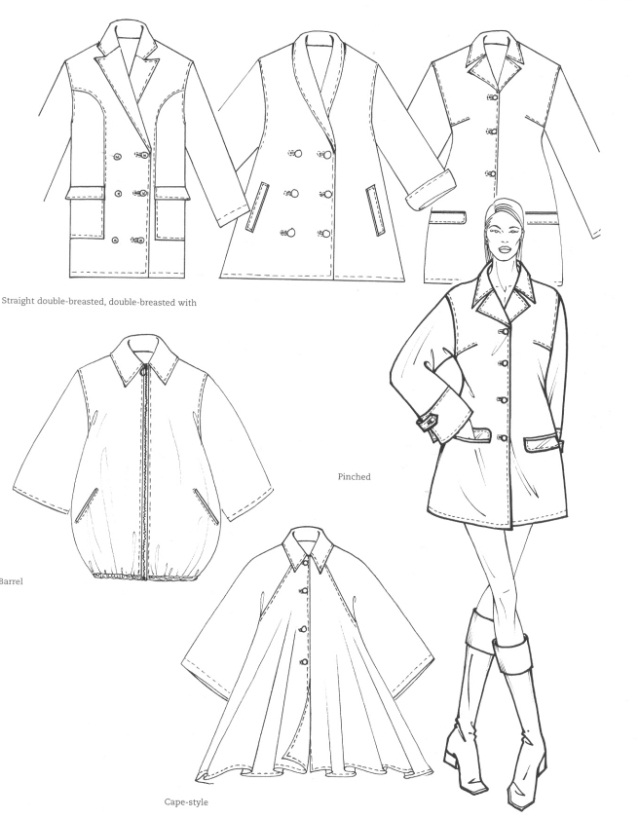 Straight double-breasted, double-breasted with
Pinched
Barrel
Cape-style